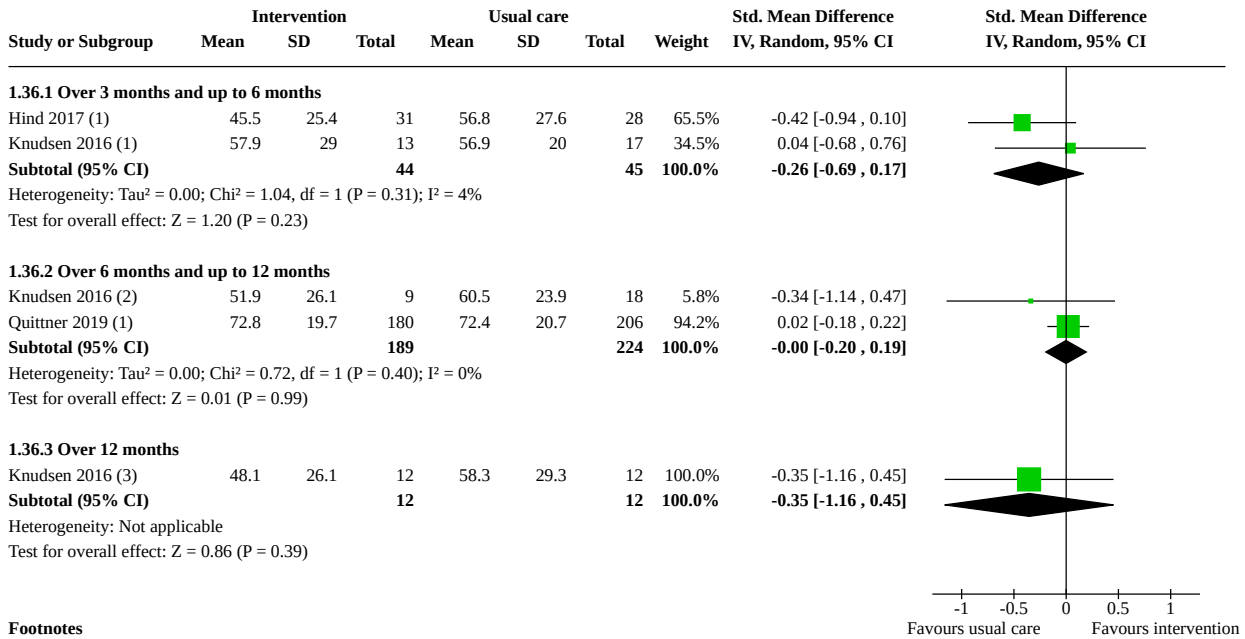 Intervention Usual care Std. Mean Difference Std. Mean Difference
Study or Subgroup Mean SD Total Mean SD Total Weight IV, Random, 95% CI IV, Random, 95% CI
1.36.1 Over 3 months and up to 6 months
Hind 2017 (1) 45.5 25.4 31 56.8 27.6 28 65.5% -0.42 [-0.94 , 0.10]
Knudsen 2016 (1) 57.9 29 13 56.9 20 17 34.5% 0.04 [-0.68 , 0.76]
Subtotal (95% CI) 44 45 100.0% -0.26 [-0.69 , 0.17]
Heterogeneity: Tau² = 0.00; Chi² = 1.04, df = 1 (P = 0.31); I² = 4%
Test for overall effect: Z = 1.20 (P = 0.23)
1.36.2 Over 6 months and up to 12 months
Knudsen 2016 (2) 51.9 26.1 9 60.5 23.9 18 5.8% -0.34 [-1.14 , 0.47]
Quittner 2019 (1) 72.8 19.7 180 72.4 20.7 206 94.2% 0.02 [-0.18 , 0.22]
Subtotal (95% CI) 189 224 100.0% -0.00 [-0.20 , 0.19]
Heterogeneity: Tau² = 0.00; Chi² = 0.72, df = 1 (P = 0.40); I² = 0%
Test for overall effect: Z = 0.01 (P = 0.99)
1.36.3 Over 12 months
Knudsen 2016 (3) 48.1 26.1 12 58.3 29.3 12 100.0% -0.35 [-1.16 , 0.45]
Subtotal (95% CI) 12 12 100.0% -0.35 [-1.16 , 0.45]
Heterogeneity: Not applicable
Test for overall effect: Z = 0.86 (P = 0.39)
-1 -0.5 0 0.5 1
Footnotes Favours usual care Favours intervention